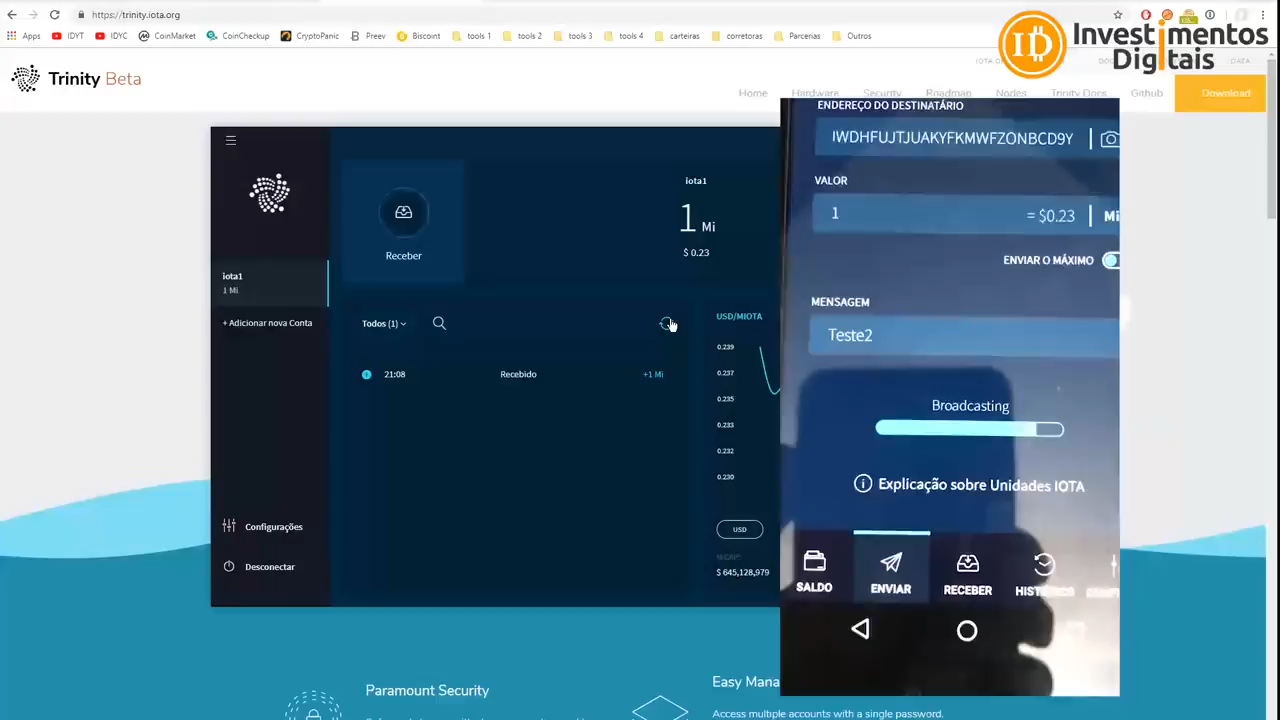 https://trinity.iota.org
Apps IDYT IDYC CoinMarket CoinCheckup CryptoPanic Preev Biscoint tools 1 tools 2 tools 3 tools 4 carteiras corretoras Parcerias Outros
Investimentos
Digitais
ID
Trinity Beta
Home Hardware Security Roadmap Nodes Trinity Docs Github Download
iota1
1 Mi
$ 0.23
Receber
iota1
1 Mi
+ Adicionar nova Conta
Todos (1)
21:08 Recebido +1 Mi
USD/MIOTA
0.239
0.237
0.235
0.233
0.232
0.230
USD
$ 645,128,979
Configurações
Desconectar
ENDEREÇO DO DESTINATÁRIO
IWDHFUJTJUAKYFKMWFZONBCD9Y
VALOR
1 = $0.23 Mi
ENVIAR O MÁXIMO
MENSAGEM
Teste2
Broadcasting
Explicação sobre Unidades IOTA
SALDO ENVIAR RECEBER
Paramount Security
Easy Mana
Access multiple accounts with a single password.